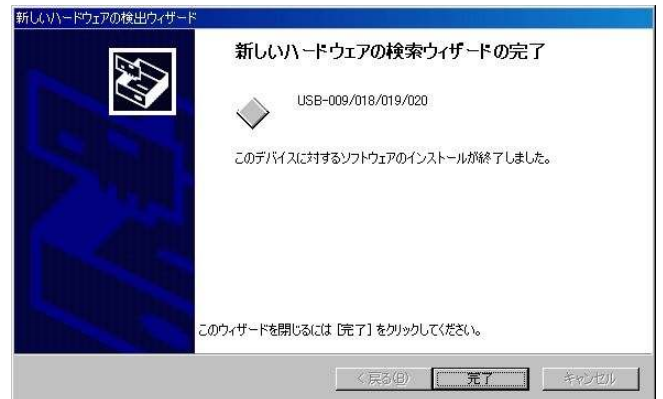 新しいハードウェアの検出ウィザード
新しいハードウェアの検索ウィザードの完了
USB-009/018/019/020
このデバイスに対するソフトウェアのインストールが終了しました。
このウィザードを閉じるには [完了] をクリックしてください。
< 戻る(B)
完了
キャンセル